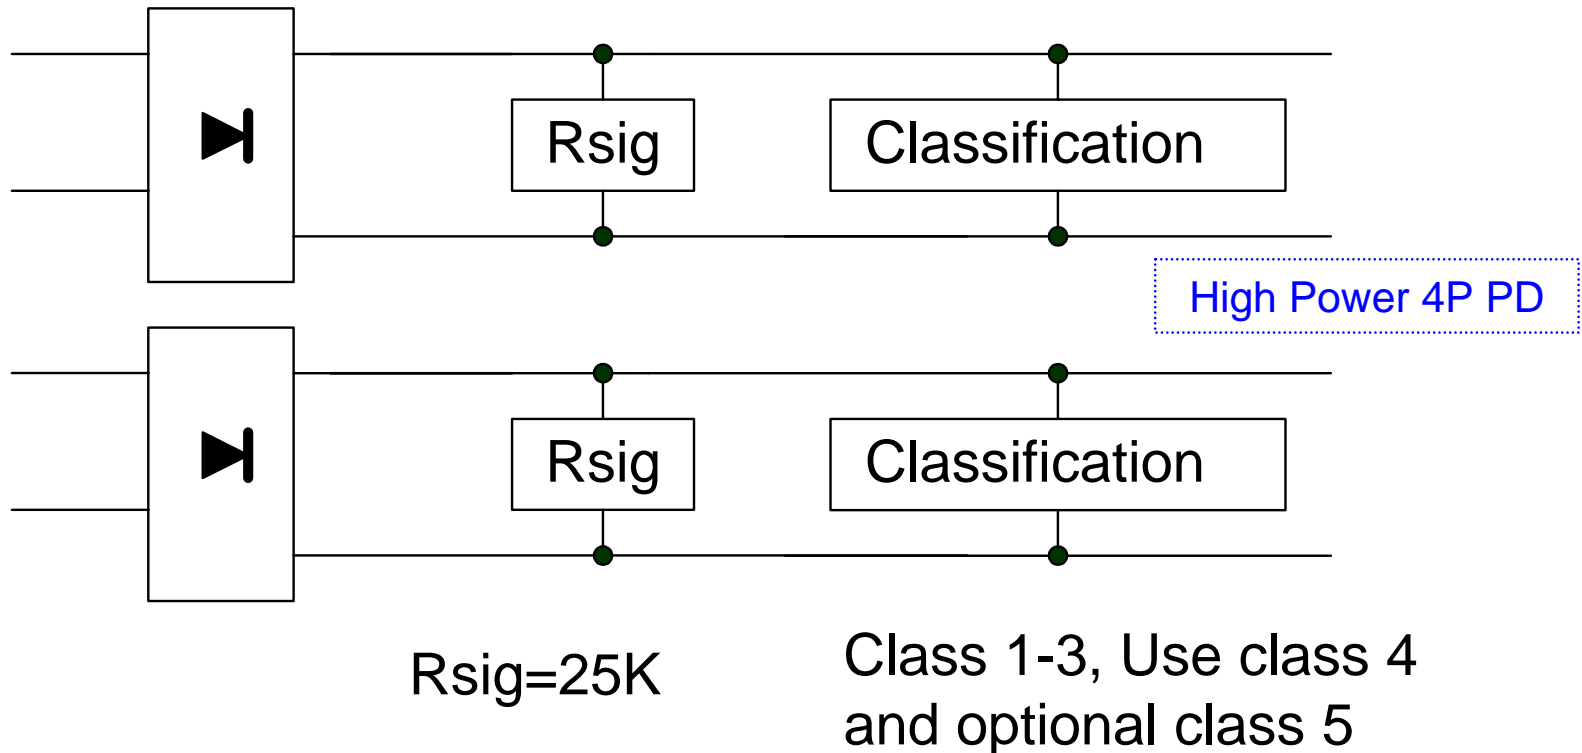 Rsig
Classification
High Power 4P PD
Rsig
Classification
Rsig=25K
Class 1-3, Use class 4
and optional class 5